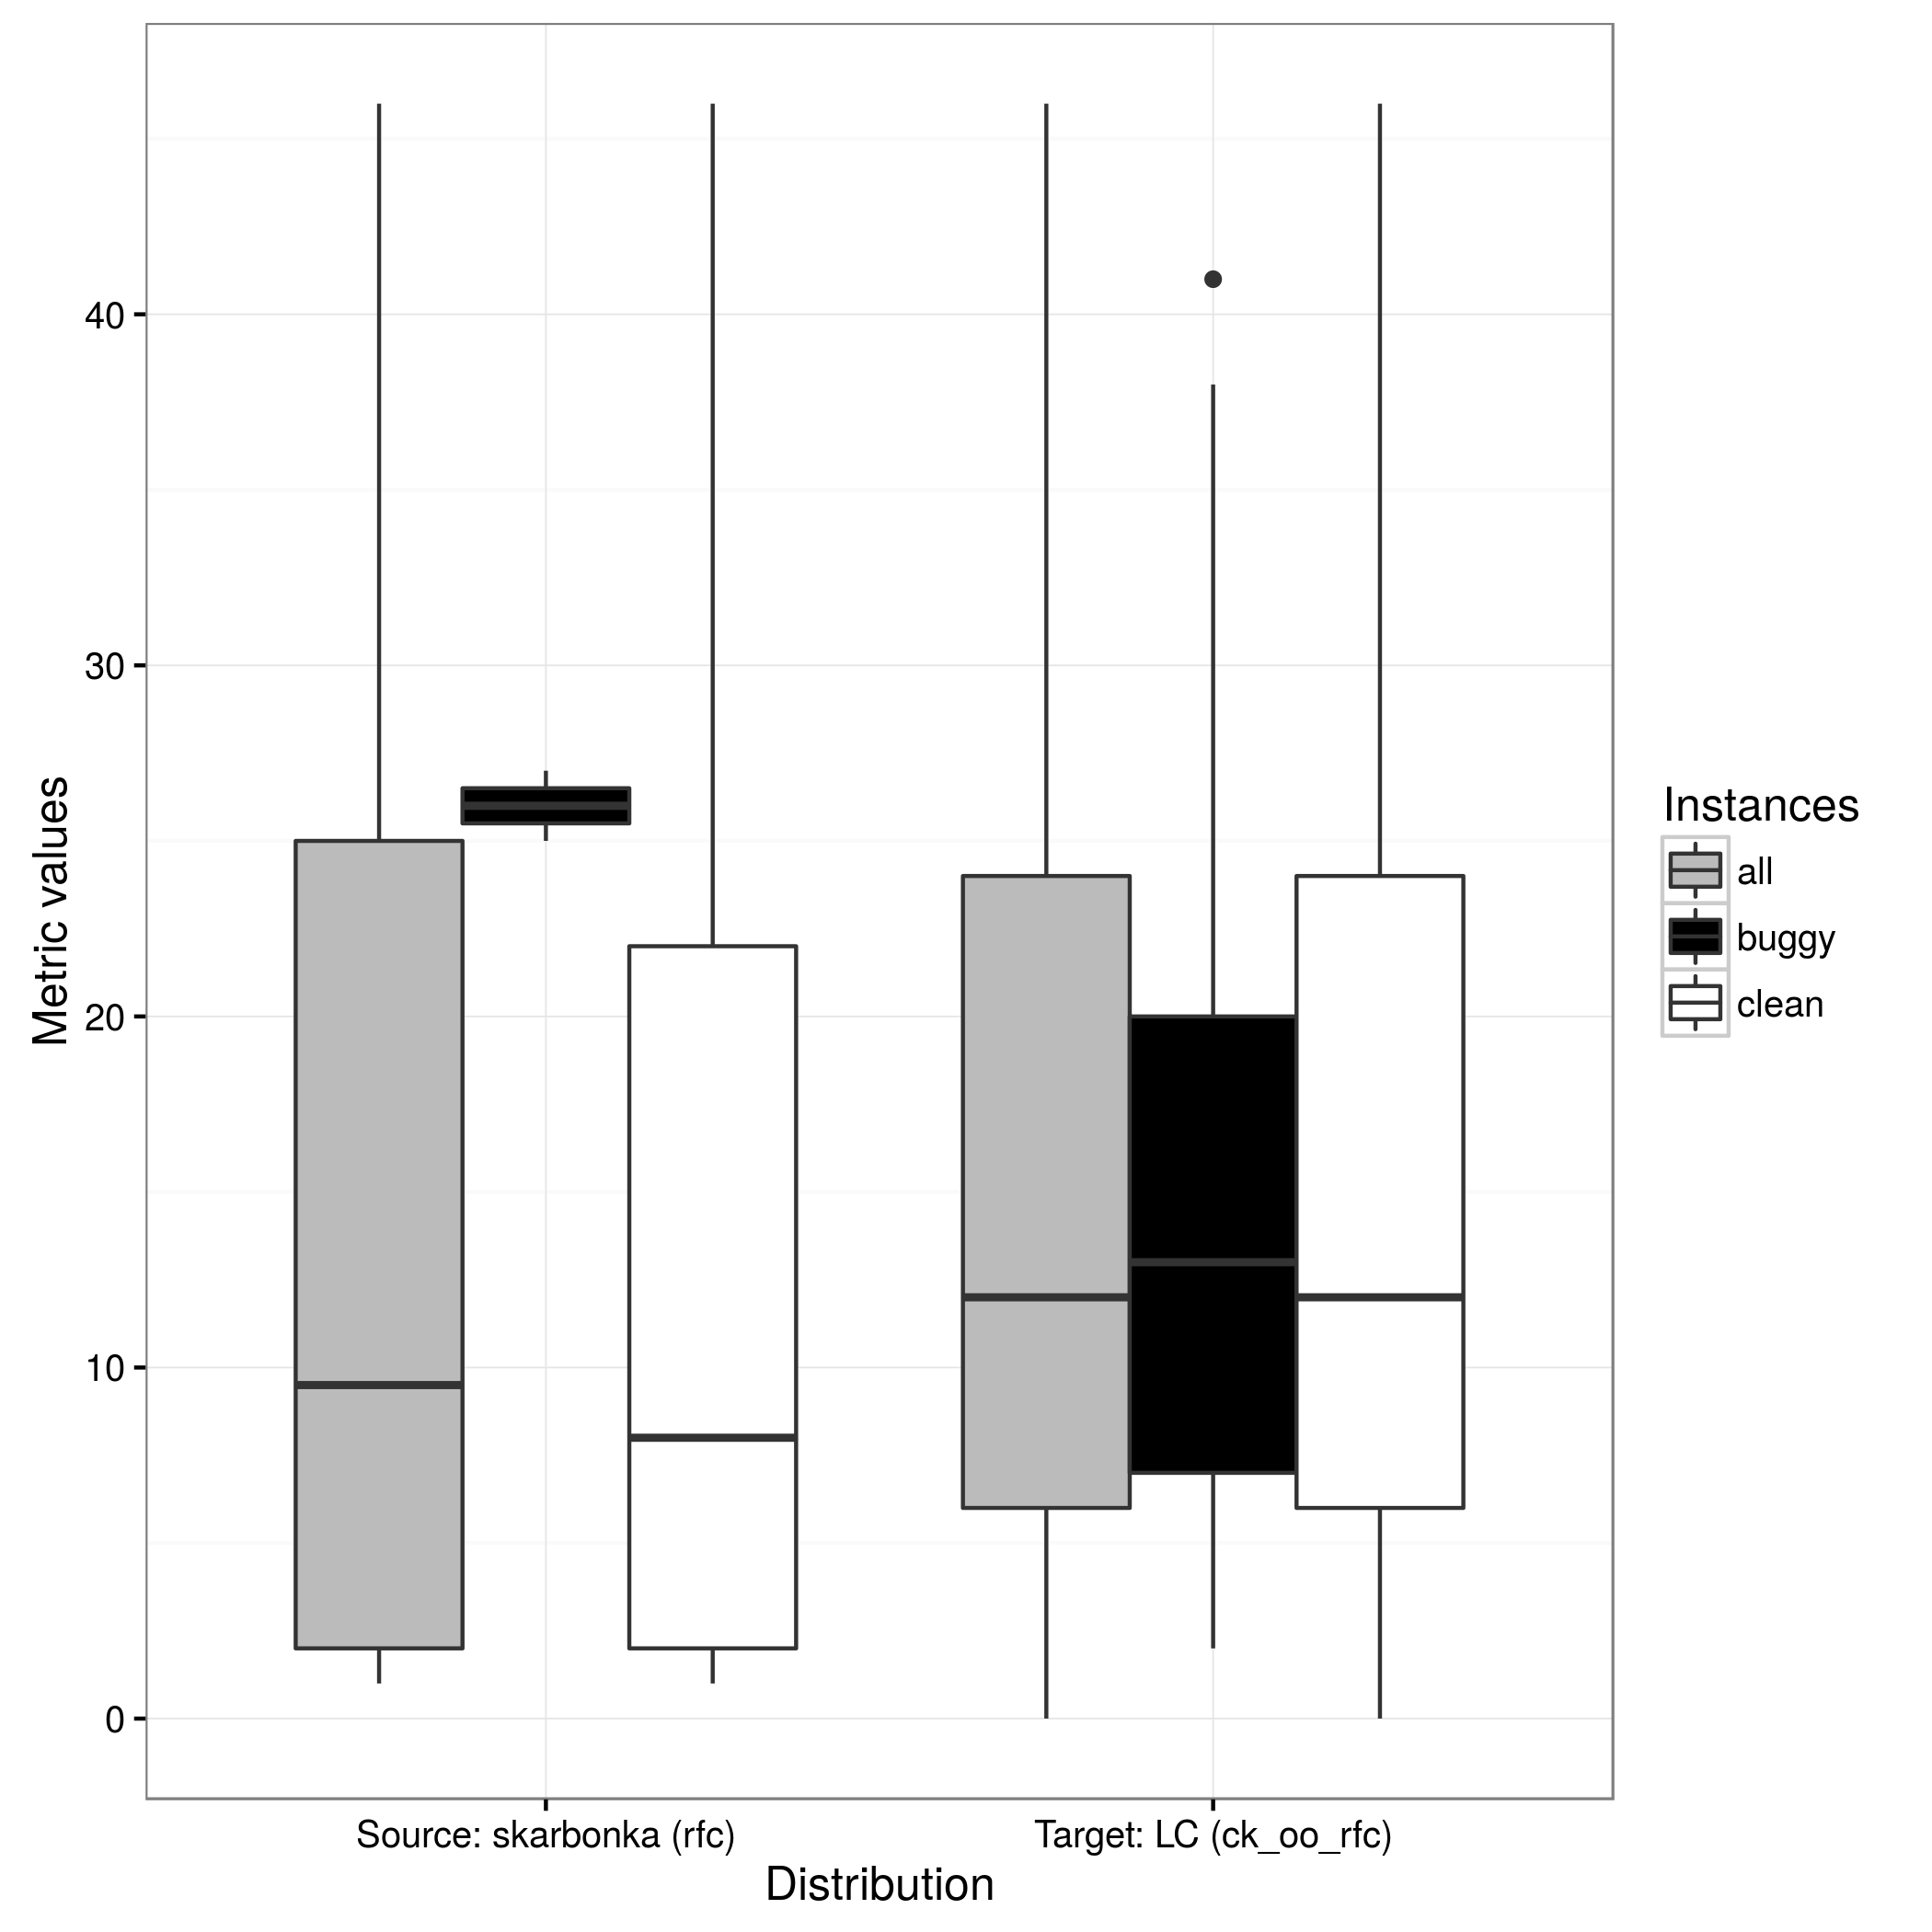 Metric values
40
30
20
10
0
Source: skarbonka (rfc)
Target: LC (ck_oo_rfc)
Distribution
Instances
all
buggy
clean